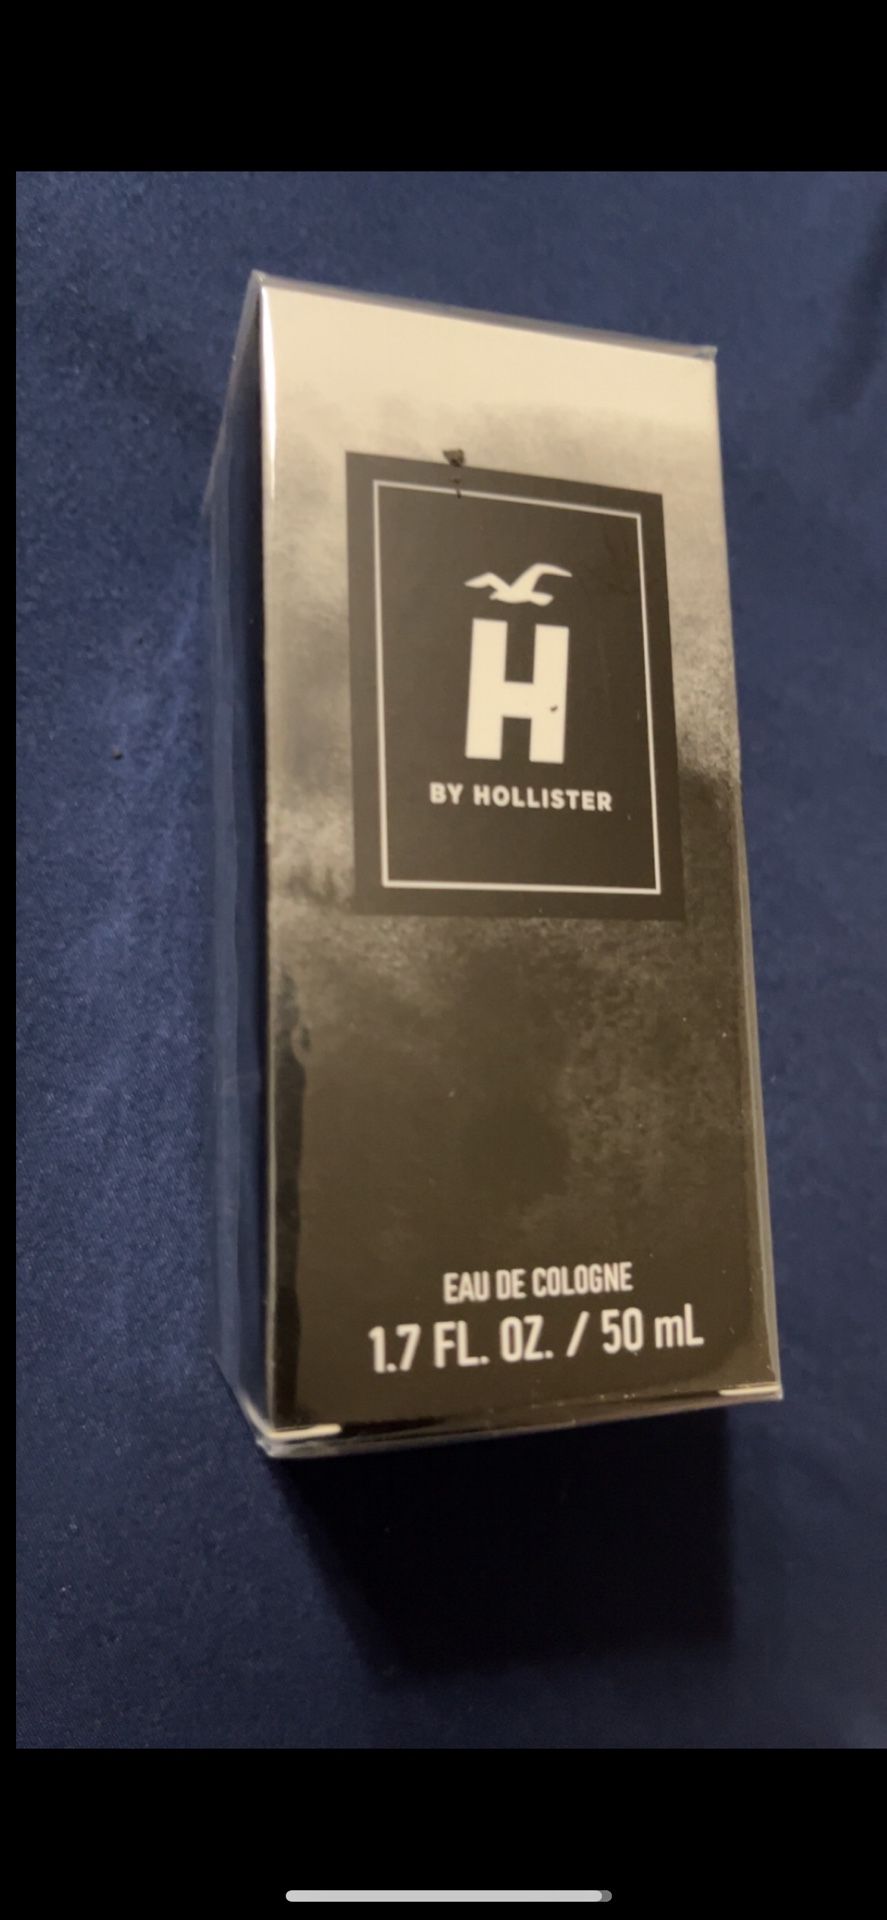 H
BY HOLLISTER
EAU DE COLOGNE
1.7 FL. OZ. / 50 mL